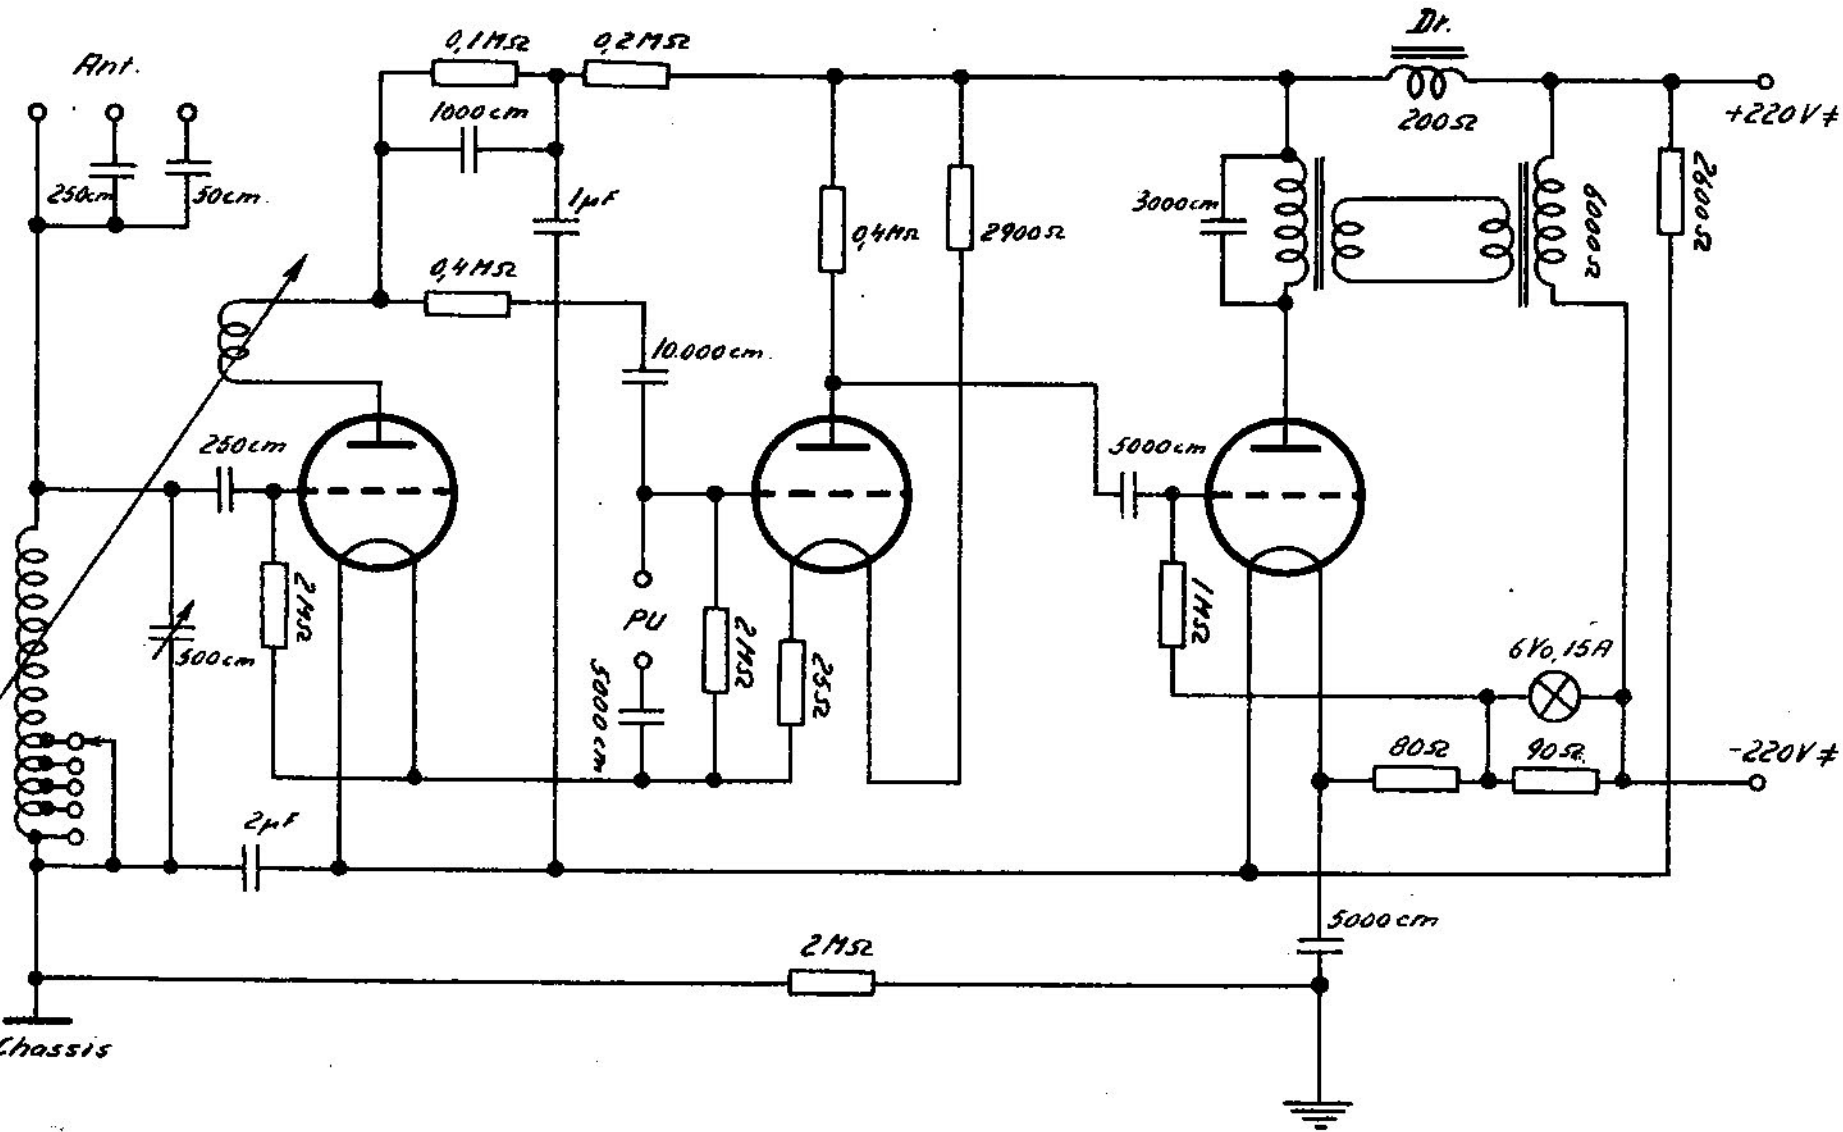 Dr.
Ant.
0,1MΩ
0,2MΩ
200Ω
+220V≠
1000cm
250cm
50cm.
1µF
0,4MΩ
2900Ω
3000cm
6000Ω
2600Ω
0,4MΩ
10.000cm.
250cm
5000cm
2MΩ
500cm
PU
5000cm
2MΩ
25Ω
1MΩ
6V0,15A
80Ω
90Ω
-220V≠
2µF
5000cm
2MΩ
Chassis